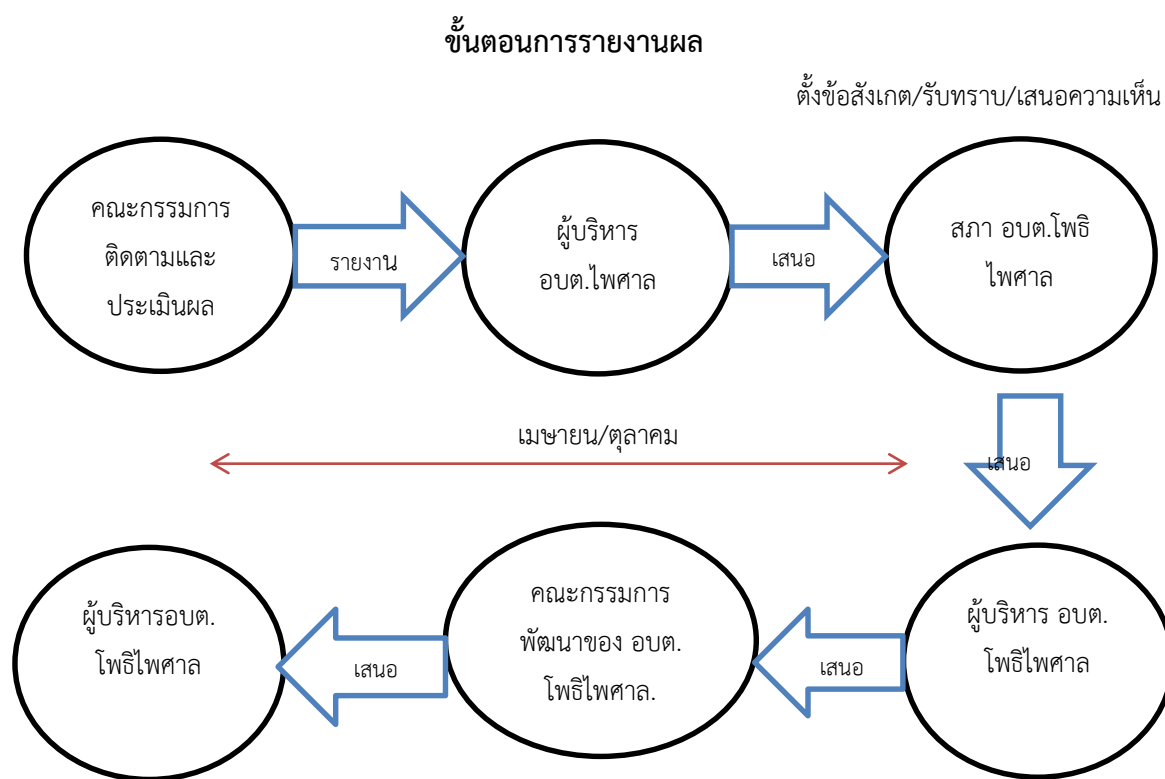 ขั้นตอนการรายงานผล
ตั้งข้อสังเกต/รับทราบ/เสนอความเห็น
คณะกรรมการ
ติดตามและ
ประเมินผล
รายงาน
ผู้บริหาร
อบต.ไพศาล
เสนอ
สภา อบต.โพธิ
ไพศาล
เมษายน/ตุลาคม
เสนอ
ผู้บริหาร อบต.
โพธิไพศาล
เสนอ
คณะกรรมการ
พัฒนาของ อบต.
โพธิไพศาล.
เสนอ
ผู้บริหารอบต.
โพธิไพศาล